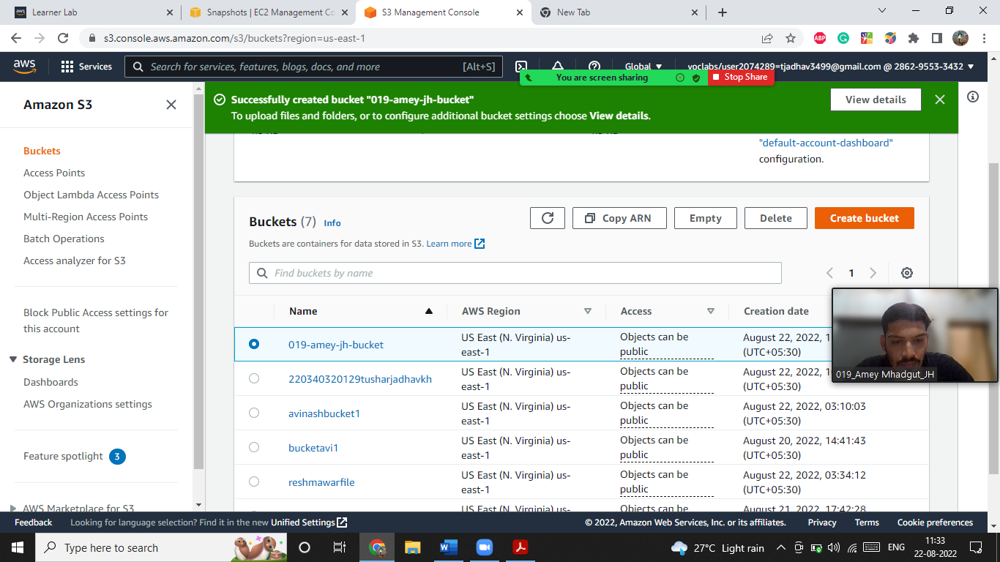 Learner Lab
Snapshots | EC2 Management Co
S3 Management Console
New Tab
s3.console.aws.amazon.com/s3/buckets?region=us-east-1
ABP
aws
Services
Search for services, features, blogs, docs, and more
[Alt+S]
Global
voclabs/user2074289=tjadhav3499@gmail.com @ 2862-9553-3432
You are screen sharing
Stop Share
Amazon S3
Successfully created bucket "019-amey-jh-bucket"
To upload files and folders, or to configure additional bucket settings choose View details.
View details
Buckets
Access Points
Object Lambda Access Points
Multi-Region Access Points
Batch Operations
Access analyzer for S3
Block Public Access settings for
this account
Storage Lens
Dashboards
AWS Organizations settings
Feature spotlight
3
AWS Marketplace for S3
"default-account-dashboard"
configuration.
Buckets (7)
Info
Copy ARN
Empty
Delete
Create bucket
Buckets are containers for data stored in S3. Learn more
Find buckets by name
1
Name
AWS Region
Access
Creation date
019-amey-jh-bucket
US East (N. Virginia) us-
east-1
Objects can be
public
August 22, 2022, 1
(UTC+05:30)
220340320129tusharjadhavkh
US East (N. Virginia) us-
east-1
Objects can be
public
August 22, 2022, 1
(UTC+05:30)
019_Amey Mhadgut_JH
avinashbucket1
US East (N. Virginia) us-
east-1
Objects can be
public
August 22, 2022, 03:10:03
(UTC+05:30)
bucketavi1
US East (N. Virginia) us-
east-1
Objects can be
public
August 20, 2022, 14:41:43
(UTC+05:30)
reshmawarfile
US East (N. Virginia) us-
east-1
Objects can be
public
August 22, 2022, 03:34:12
(UTC+05:30)
US East (N. Virginia) us-
Objects can be
August 21, 2022, 17:42:28
Feedback
Looking for language selection? Find it in the new Unified Settings
© 2022, Amazon Web Services, Inc. or its affiliates.
Privacy
Terms
Cookie preferences
Type here to search
27°C Light rain
ENG
11:33
22-08-2022